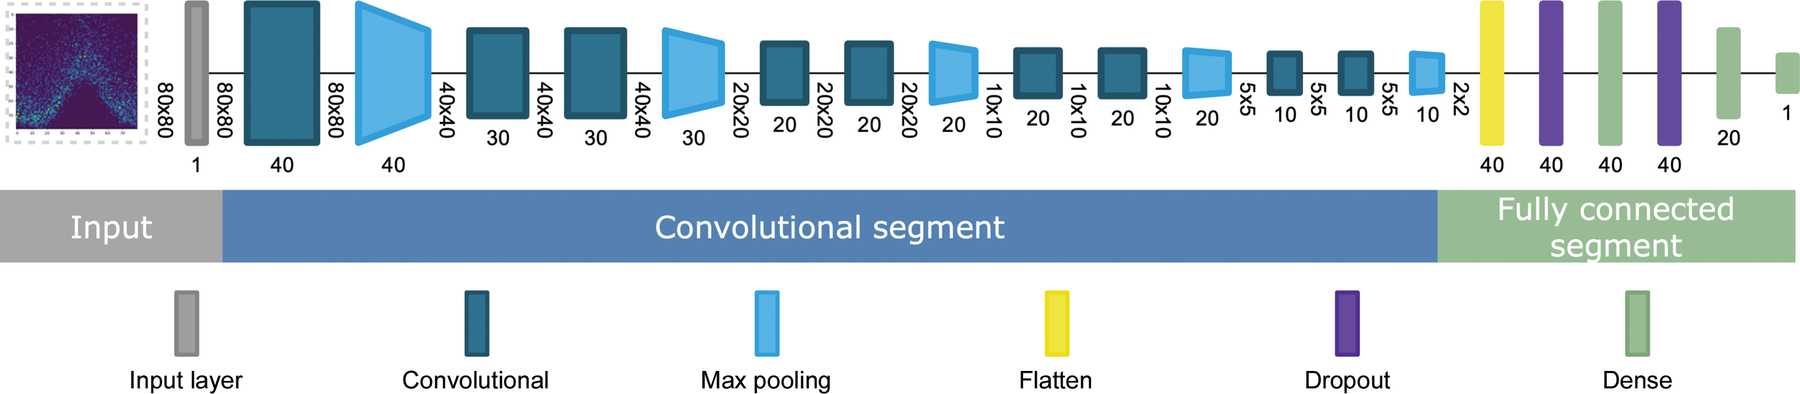 80x80
1
80x80
40
80x80
40
40x40
30
40x40
30
40x40
30
20x20
20
20x20
20
20x20
20
10x10
20
10x10
20
10x10
20
5x5
10
5x5
10
5x5
10
2x2
40
40
40
40
20
1
Input
Convolutional segment
Fully connected
segment
Input layer
Convolutional
Max pooling
Flatten
Dropout
Dense